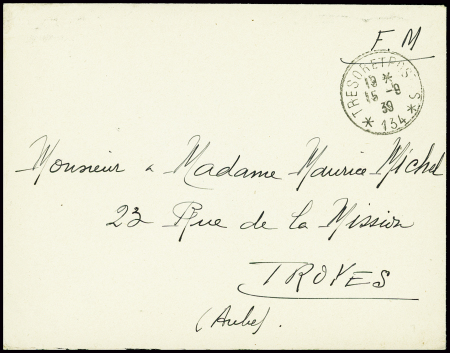 F.M
TRESOR ET POSTES
18 *
16 -9
39
* 134 *
Monsieur & Madame Maurice Michel
23 Rue de la Mission
TROYES
(Aube).